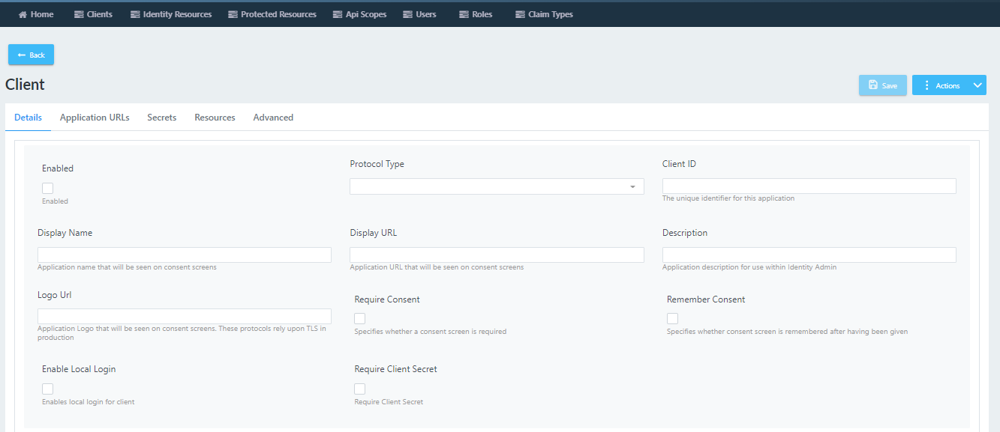 Home Clients Identity Resources Protected Resources Api Scopes Users Roles Claim Types
Back
Client
Save Actions
Details Application URLs Secrets Resources Advanced
Enabled
Enabled
Protocol Type
Client ID
The unique identifier for this application
Display Name
Application name that will be seen on consent screens
Display URL
Application URL that will be seen on consent screens
Description
Application description for use within Identity Admin
Logo Url
Application Logo that will be seen on consent screens. These protocols rely upon TLS in
production
Require Consent
Specifies whether a consent screen is required
Remember Consent
Specifies whether consent screen is remembered after having been given
Enable Local Login
Enables local login for client
Require Client Secret
Require Client Secret